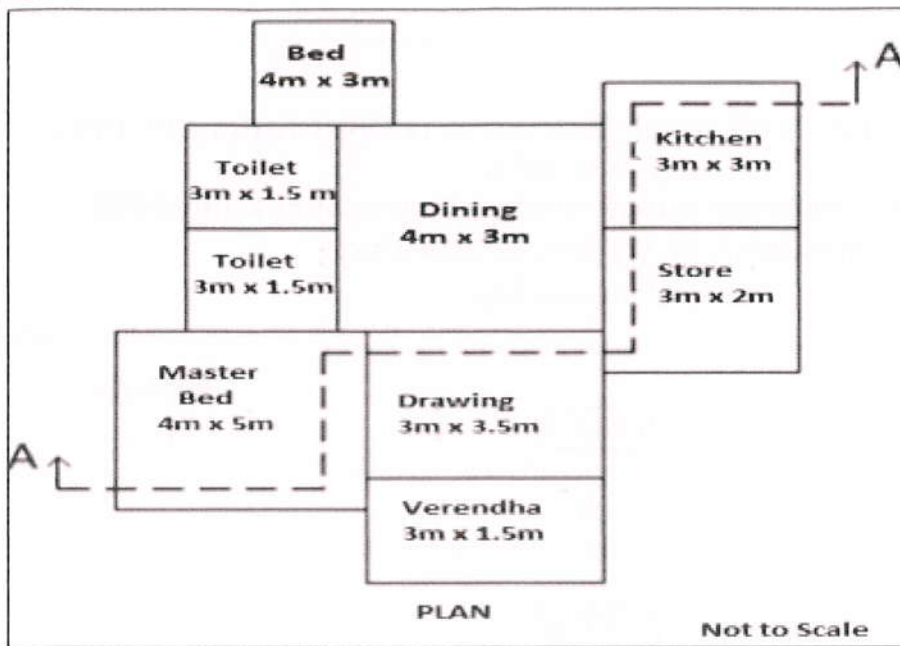 Bed
4m x 3m
A
Toilet
3m x 1.5 m
Kitchen
3m x 3m
Dining
4m x 3m
Toilet
3m x 1.5m
Store
3m x 2m
Master
Bed
4m x 5m
Drawing
3m x 3.5m
A
Verendha
3m x 1.5m
PLAN
Not to Scale